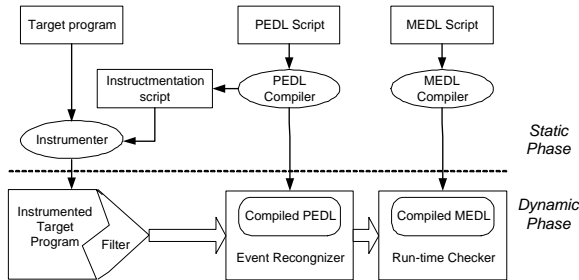 Target program
PEDL Script
MEDL Script
Instructmentation
script
PEDL
Compiler
MEDL
Compiler
Instrumenter
Static
Phase
Dynamic
Phase
Instrumented
Target
Program
Filter
Compiled PEDL
Event Recongnizer
Compiled MEDL
Run-time Checker